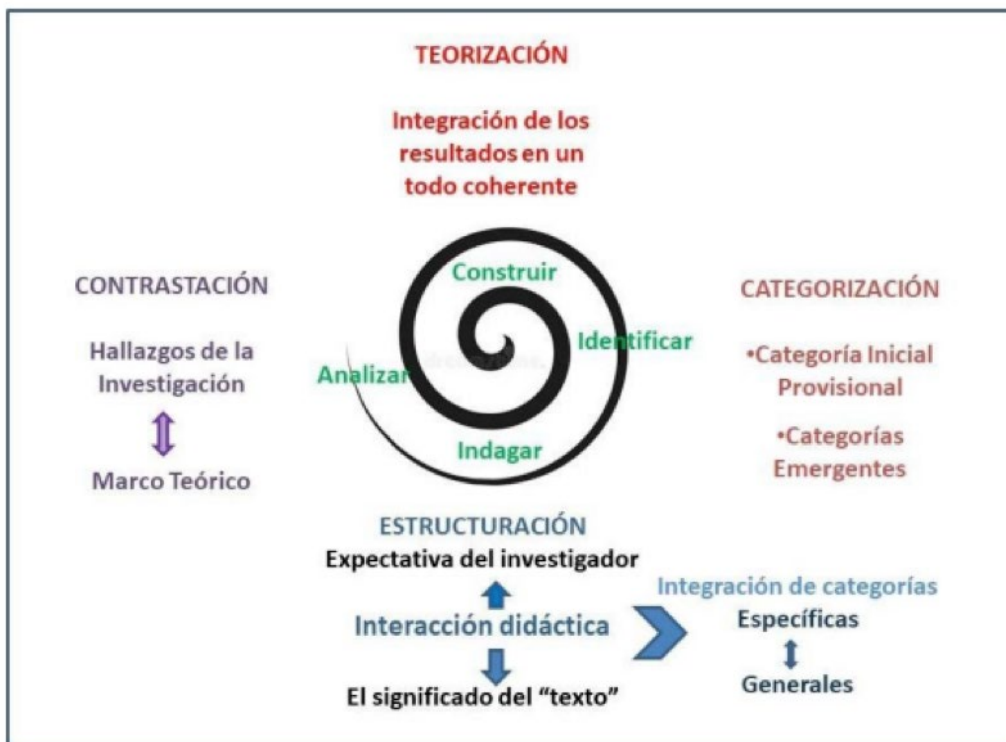 TEORIZACIÓN
Integración de los
resultados en un
todo coherente
Construir
Identificar
Analizar
Indagar
CONTRASTACIÓN
Hallazgos de la
Investigación
Marco Teórico
CATEGORIZACIÓN
•Categoría Inicial
Provisional
•Categorías
Emergentes
ESTRUCTURACIÓN
Expectativa del investigador
Interacción didáctica
El significado del “texto”
Integración de categorías
Específicas
Generales